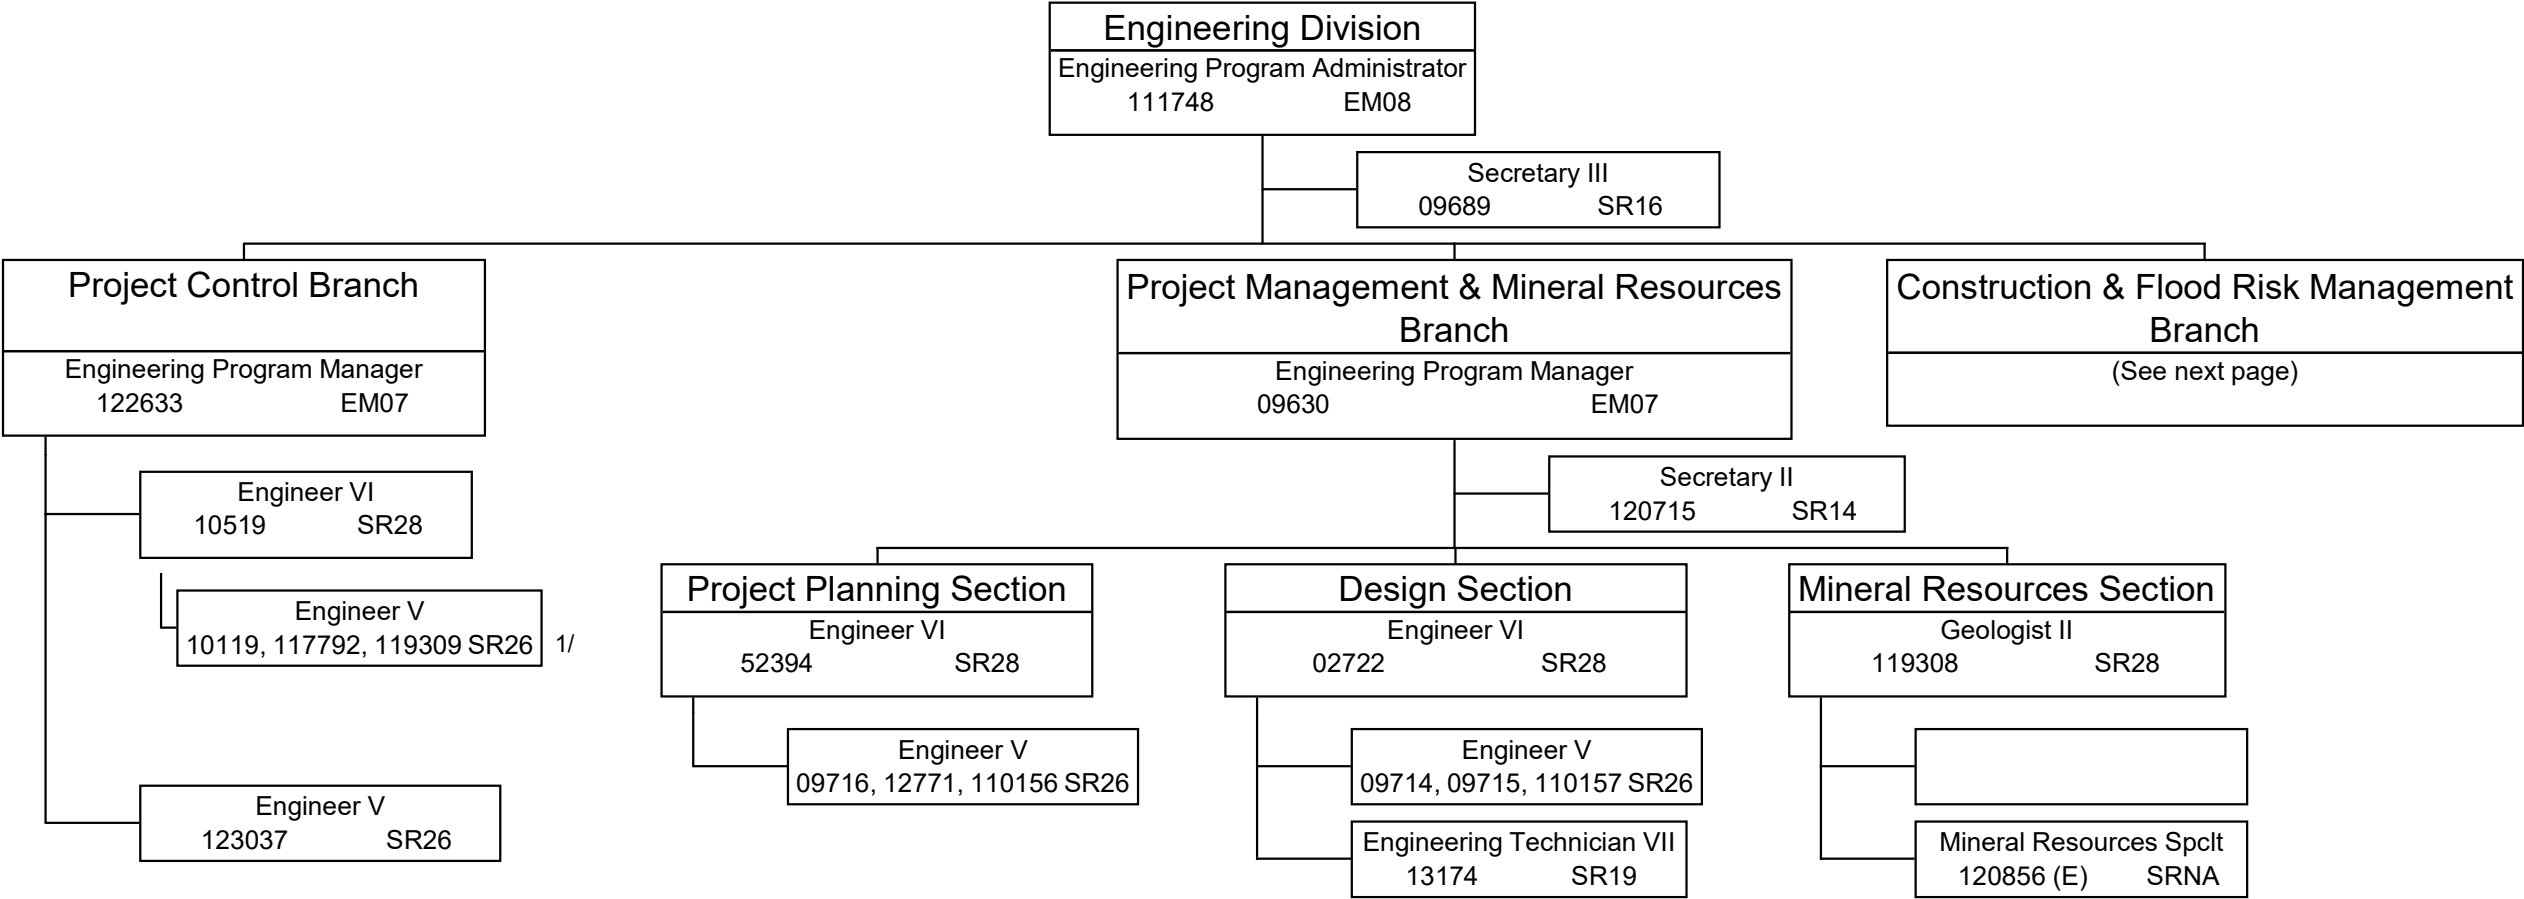 Engineering Division
Engineering Program Administrator
111748 EM08
Secretary III
09689 SR16
Project Control Branch
Engineering Program Manager
122633 EM07
Project Management & Mineral Resources
Branch
Engineering Program Manager
09630 EM07
Construction & Flood Risk Management
Branch
(See next page)
Engineer VI
10519 SR28
Engineer V
10119, 117792, 119309 SR26 1/
Engineer V
123037 SR26
Secretary II
120715 SR14
Project Planning Section
Engineer VI
52394 SR28
Engineer V
09716, 12771, 110156 SR26
Design Section
Engineer VI
02722 SR28
Engineer V
09714, 09715, 110157 SR26
Engineering Technician VII
13174 SR19
Mineral Resources Section
Geologist II
119308 SR28
Mineral Resources Spclt
120856 (E) SRNA